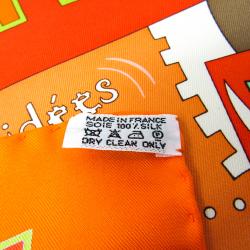 idées
MADE IN FRANCE
SOIE 100% SILK
DRY CLEAN ONLY